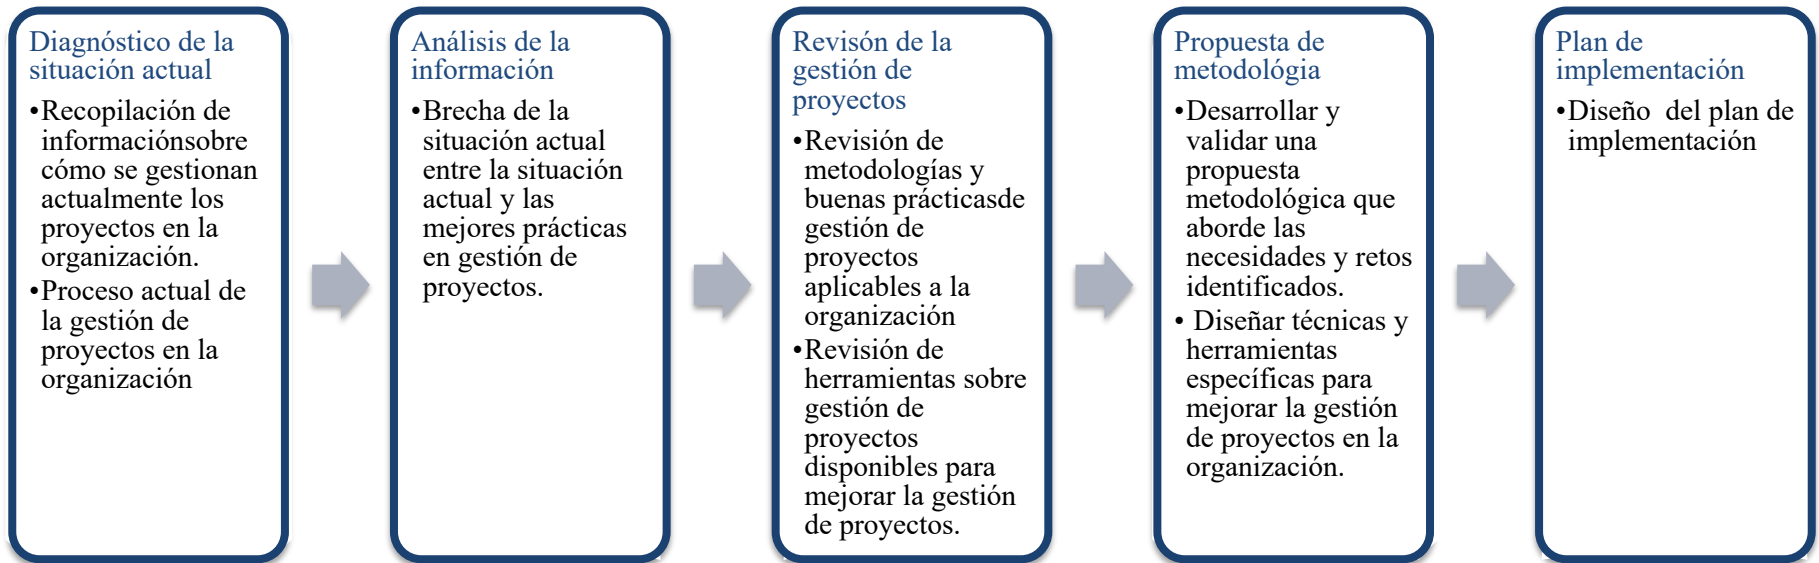 Diagnóstico de la
situación actual
•Recopilación de
informaciónsobre
cómo se gestionan
actualmente los
proyectos en la
organización.
•Proceso actual de
la gestión de
proyectos en la
organización
Análisis de la
información
•Brecha de la
situación actual
entre la situación
actual y las
mejores prácticas
en gestión de
proyectos.
Revisón de la
gestión de
proyectos
•Revisión de
metodologías y
buenas prácticasde
gestión de
proyectos
aplicables a la
organización
•Revisión de
herramientas sobre
gestión de
proyectos
disponibles para
mejorar la gestión
de proyectos.
Propuesta de
metodológia
•Desarrollar y
validar una
propuesta
metodológica que
aborde las
necesidades y retos
identificados.
• Diseñar técnicas y
herramientas
específicas para
mejorar la gestión
de proyectos en la
organización.
Plan de
implementación
•Diseño  del plan de
implementación